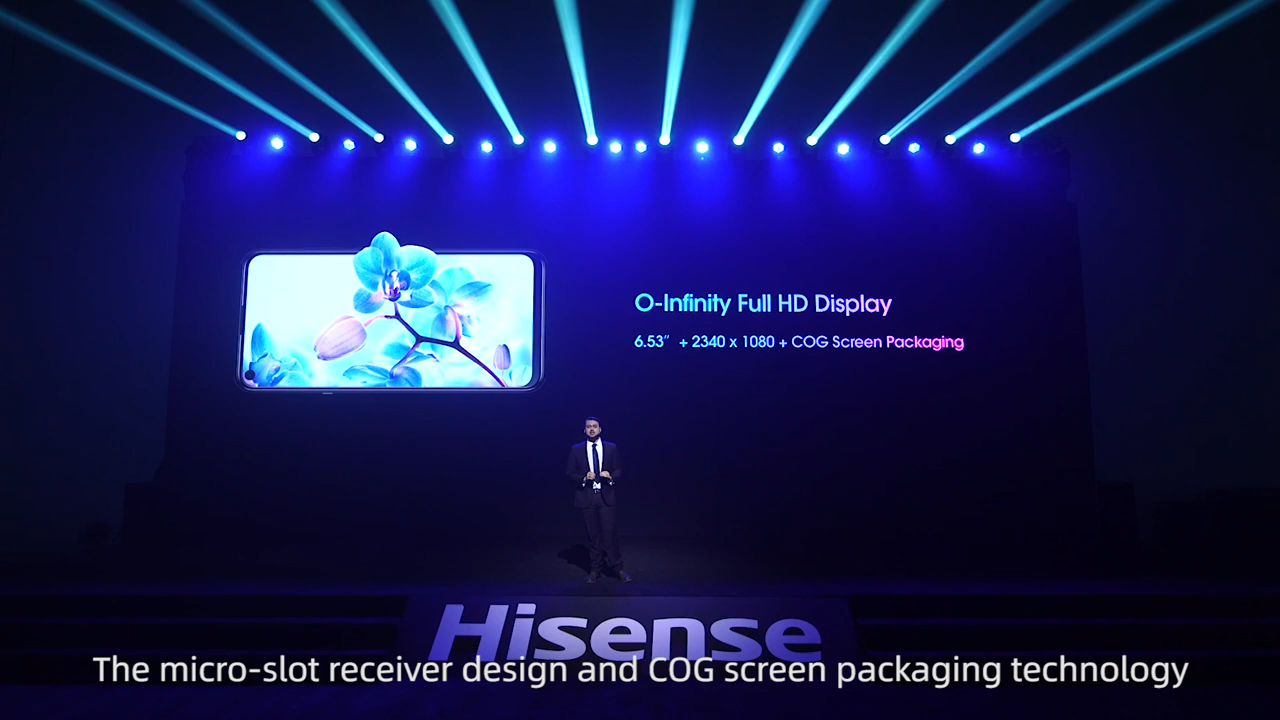 O-Infinity Full HD Display
6.53″ + 2340 x 1080 + COG Screen Packaging
Hisense
The micro-slot receiver design and COG screen packaging technology